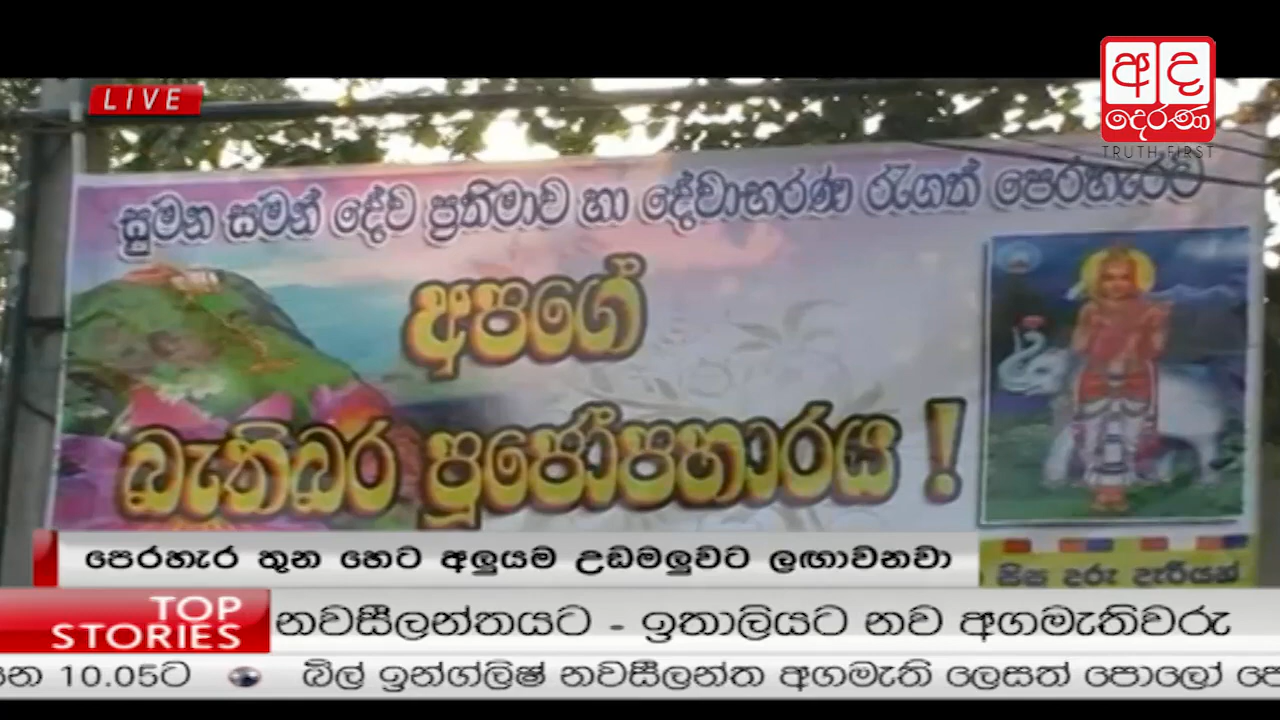 LIVE
අද
දෙරණ
TRUTH FIRST
සුමන සමන් දේව ප්‍රතිමාව හා දේවාභරණ රැගත් පෙරහැරට
අපගේ
බැතිබර පූජෝපහාරය !
සිසු දරු දැරියන්
පෙරහැර තුන හෙට අලුයම උඩමලුවට ළඟාවනවා
TOP STORIES
නවසීලන්තයට - ඉතාලියට නව අගමැතිවරු
10.05ට
බිල් ඉන්ග්ලිෂ් නවසීලන්ත අගමැති ලෙසත් පොලෝ